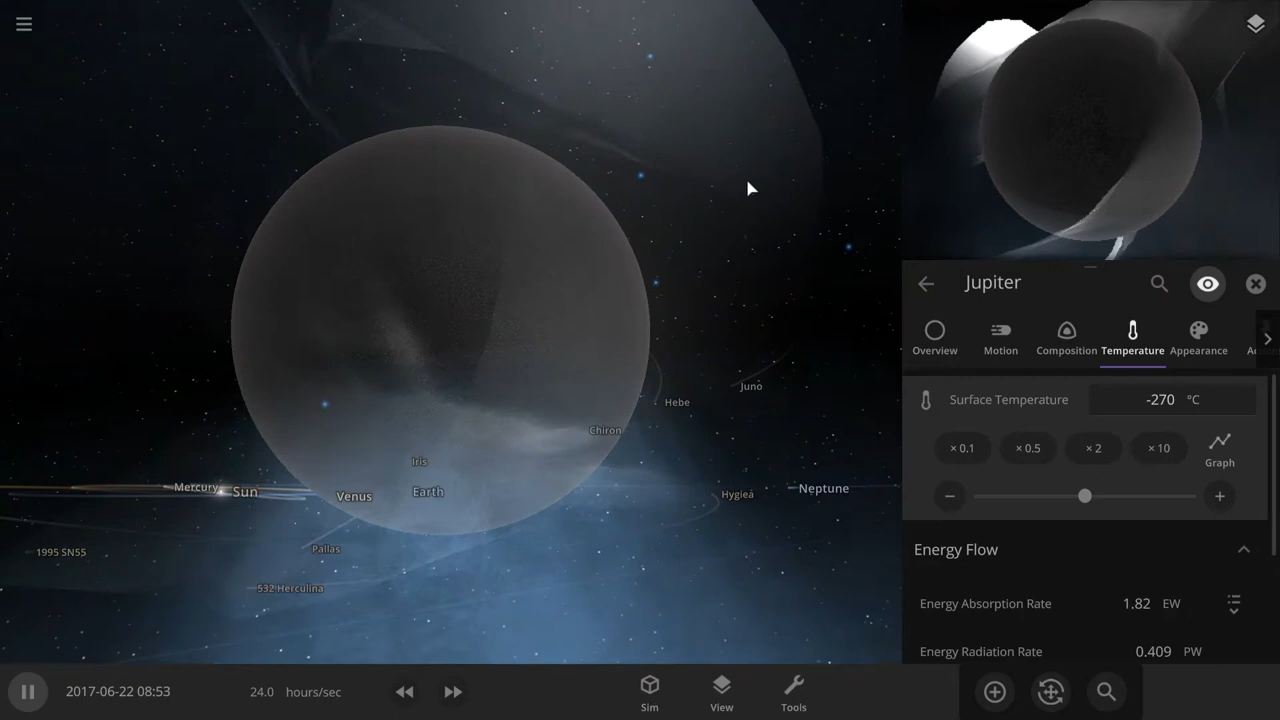 Jupiter
Overview
Motion
Composition
Temperature
Appearance
Surface Temperature
-270 °C
× 0.1
× 0.5
× 2
× 10
Graph
Energy Flow
Energy Absorption Rate 1.82 EW
Energy Radiation Rate 0.409 PW
Juno
Hebe
Chiron
Iris
Mercury
Sun
Venus
Earth
Hygiea
Neptune
1995 SN55
Pallas
532 Herculina
2017-06-22 08:53
24.0 hours/sec
Sim
View
Tools